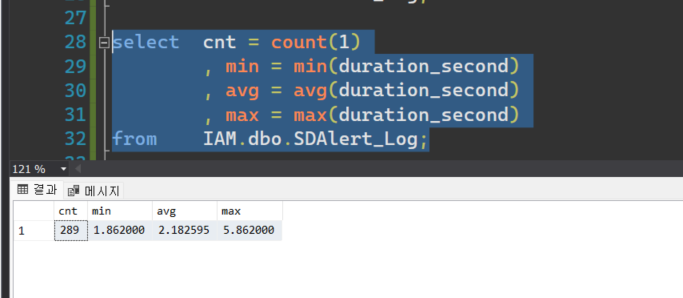 27
28 select cnt = count(1)
29 , min = min(duration_second)
30 , avg = avg(duration_second)
31 , max = max(duration_second)
32 from IAM.dbo.SDAlert_Log;
121 %
결과 메시지
cnt min avg max
1 289 1.862000 2.182595 5.862000